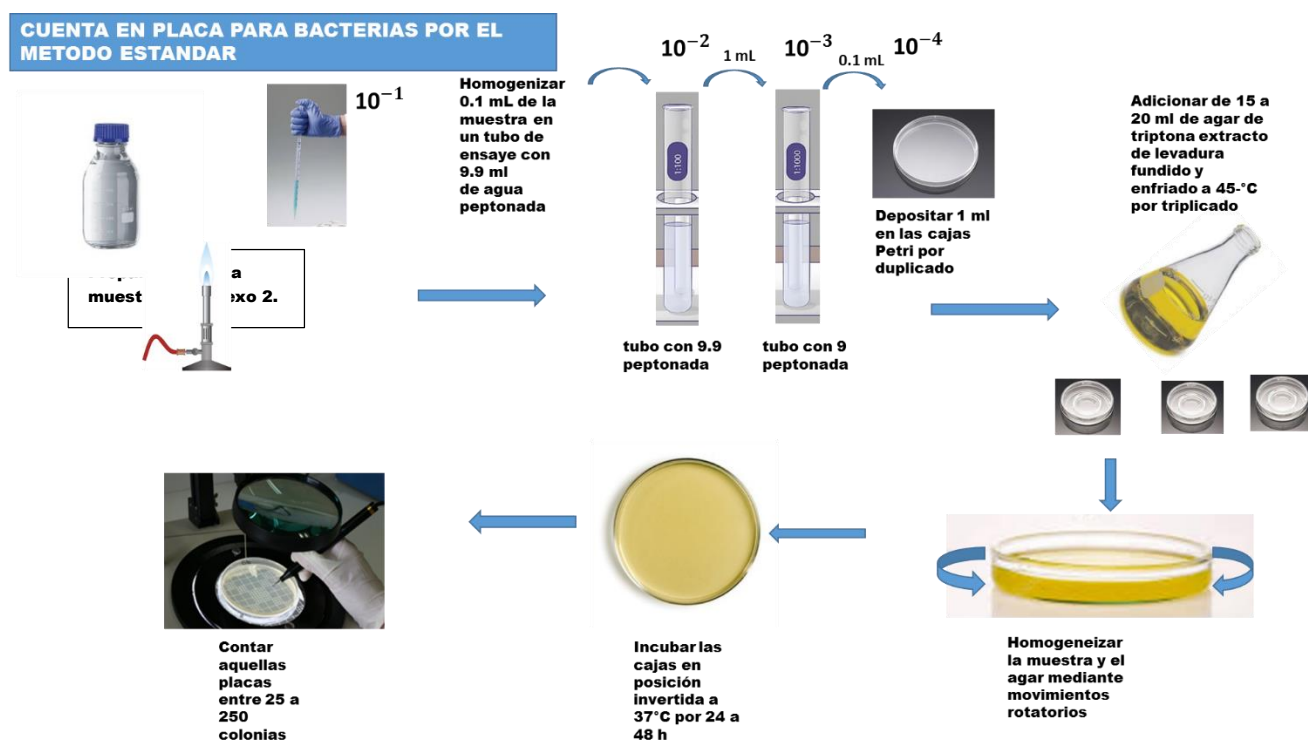 CUENTA EN PLACA PARA BACTERIAS POR EL
METODO ESTANDAR
10⁻¹
Homogenizar
0.1 mL de la
muestra en
un tubo de
ensaye con
9.9 ml
de agua
peptonada
10⁻²
1 mL
10⁻³
0.1 mL
10⁻⁴
1:100
1:1000
tubo con 9.9
peptonada
tubo con 9
peptonada
Depositar 1 ml
en las cajas
Petri por
duplicado
Adicionar de 15 a
20 ml de agar de
triptona extracto
de levadura
fundido y
enfriado a 45-°C
por triplicado
a
muest exo 2.
Homogeneizar
la muestra y el
agar mediante
movimientos
rotatorios
Incubar las
cajas en
posición
invertida a
37°C por 24 a
48 h
Contar
aquellas
placas
entre 25 a
250
colonias